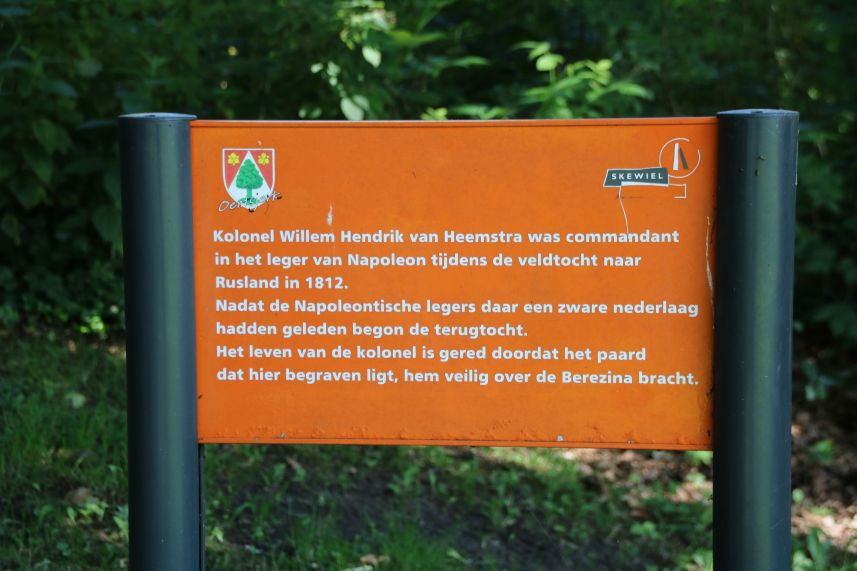 Oenkerk
SKEWIEL
Kolonel Willem Hendrik van Heemstra was commandant
in het leger van Napoleon tijdens de veldtocht naar
Rusland in 1812.
Nadat de Napoleontische legers daar een zware nederlaag
hadden geleden begon de terugtocht.
Het leven van de kolonel is gered doordat het paard
dat hier begraven ligt, hem veilig over de Berezina bracht.